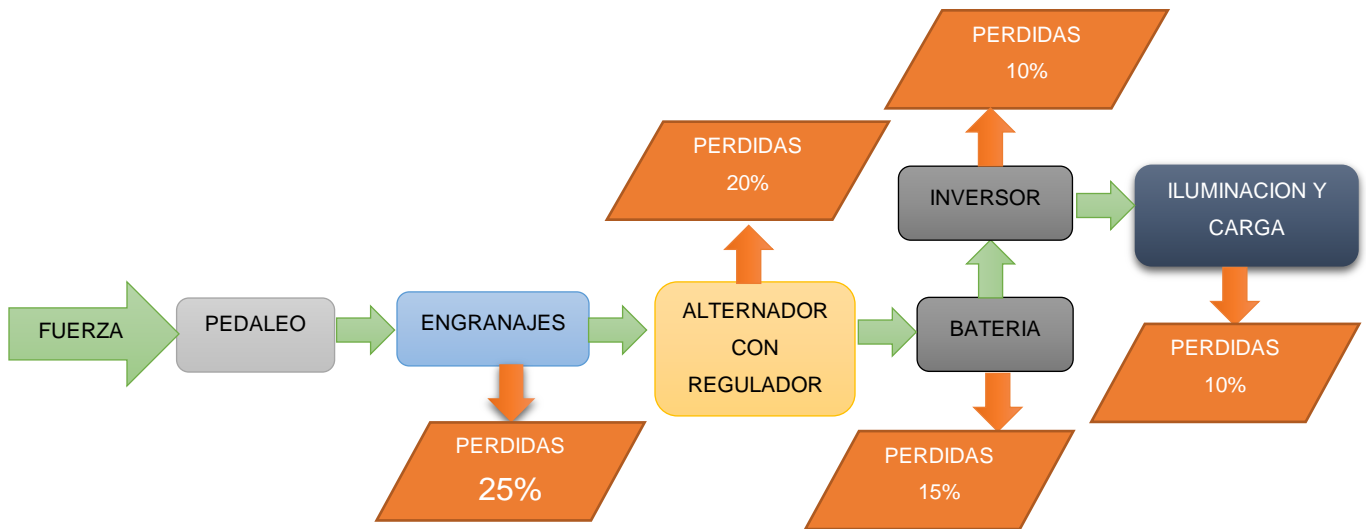 FUERZA
PEDALEO
ENGRANAJES
PERDIDAS
25%
ALTERNADOR
CON
REGULADOR
PERDIDAS
20%
BATERIA
PERDIDAS
15%
INVERSOR
PERDIDAS
10%
ILUMINACION Y
CARGA
PERDIDAS
10%